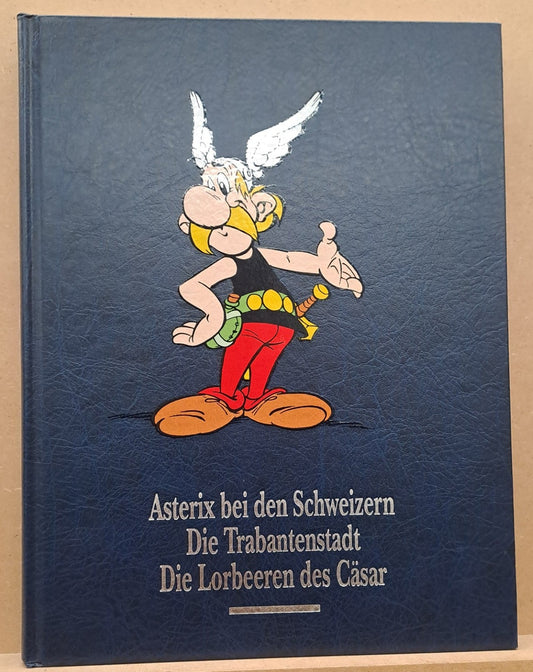 Asterix bei den Schweizern
Die Trabantenstadt
Die Lorbeeren des Cäsar